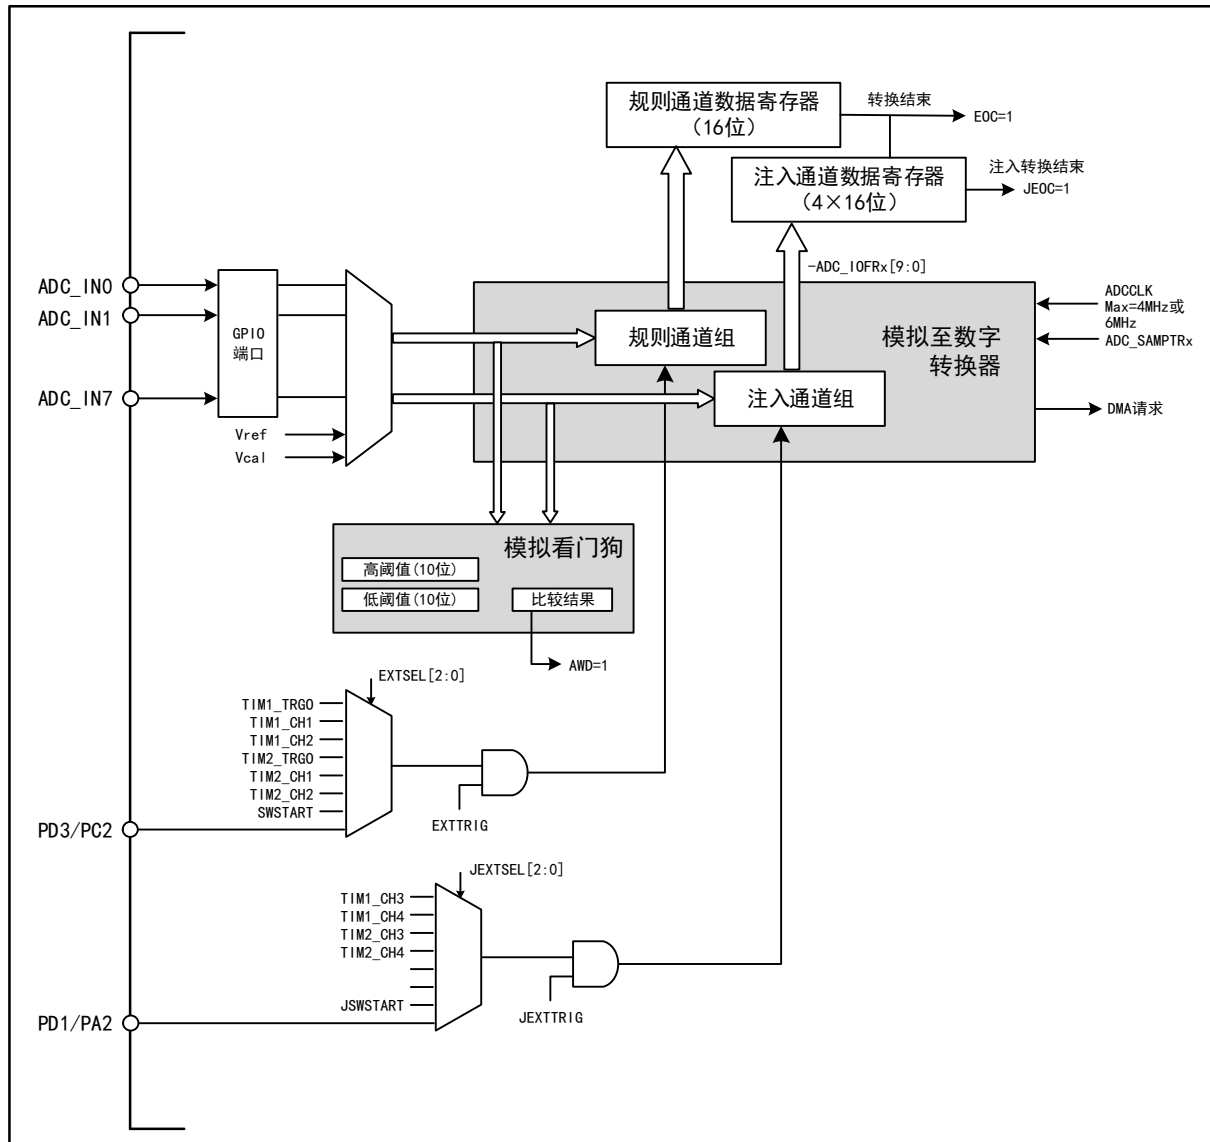 规则通道数据寄存器
（16位）
转换结束
EOC=1
注入通道数据寄存器
（4×16位）
注入转换结束
JEOC=1
-ADC_IOFRx[9:0]
ADC_IN0
ADC_IN1
ADC_IN7
GPIO
端口
Vref
Vcal
规则通道组
注入通道组
模拟至数字
转换器
ADCCLK
Max=4MHz或
6MHz
ADC_SAMPTRx
DMA请求
模拟看门狗
高阈值(10位)
低阈值(10位)
比较结果
AWD=1
EXTSEL[2:0]
TIM1_TRGO
TIM1_CH1
TIM1_CH2
TIM2_TRGO
TIM2_CH1
TIM2_CH2
SWSTART
PD3/PC2
EXTTRIG
JEXTSEL[2:0]
TIM1_CH3
TIM1_CH4
TIM2_CH3
TIM2_CH4
JSWSTART
PD1/PA2
JEXTTRIG